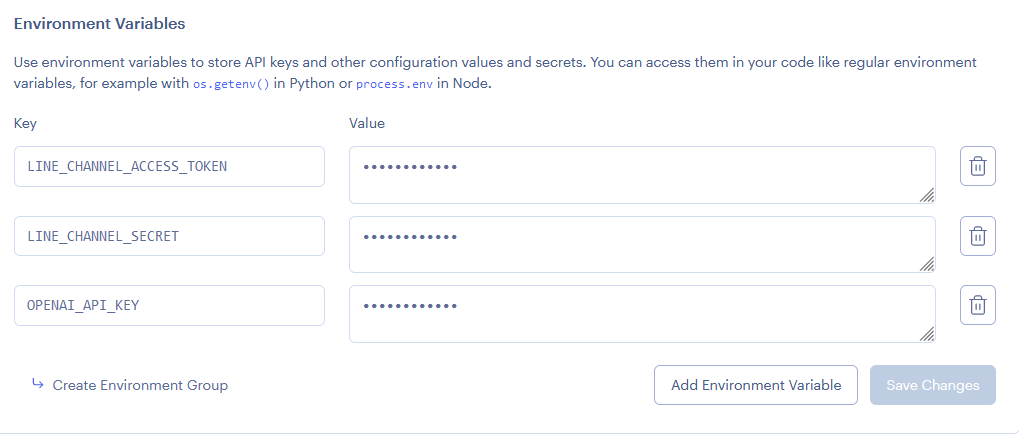 Environment Variables
Use environment variables to store API keys and other configuration values and secrets. You can access them in your code like regular environment
variables, for example with os.getenv() in Python or process.env in Node.
Key Value
LINE_CHANNEL_ACCESS_TOKEN ••••••••••••
LINE_CHANNEL_SECRET ••••••••••••
OPENAI_API_KEY ••••••••••••
Create Environment Group Add Environment Variable Save Changes